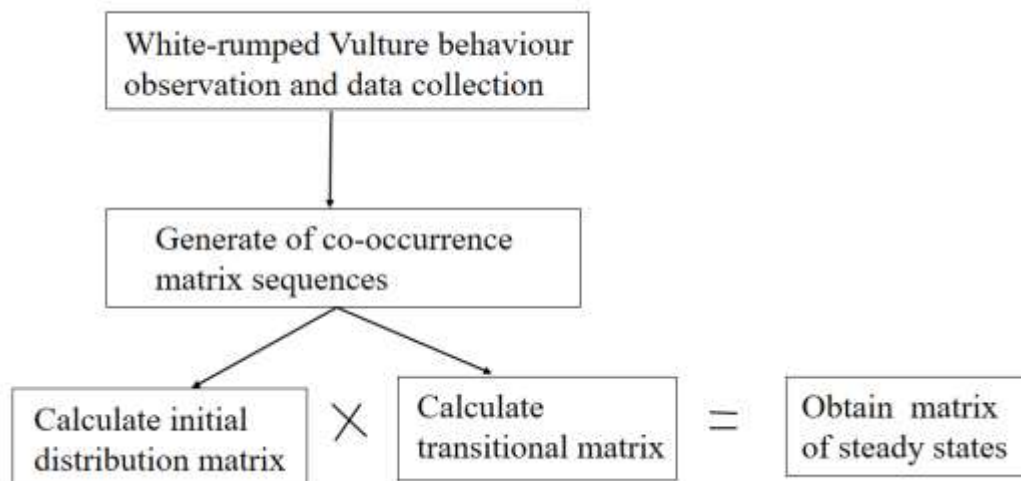 White-rumped Vulture behaviour
observation and data collection
Generate of co-occurrence
matrix sequences
Calculate initial
distribution matrix
×
Calculate
transitional matrix
=
Obtain matrix
of steady states